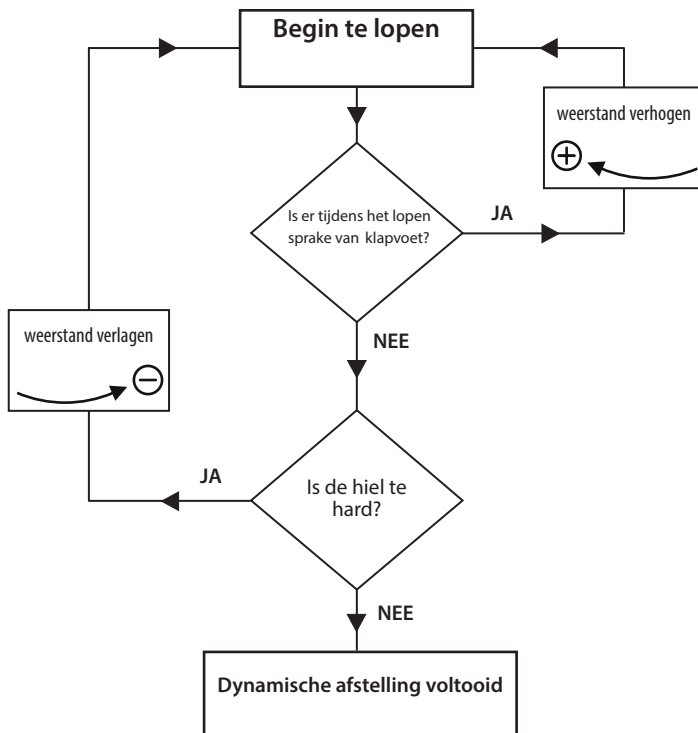 Begin te lopen
weerstand verhogen
+
Is er tijdens het lopen
sprake van klapvoet?
JA
weerstand verlagen
−
NEE
Is de hiel te
hard?
JA
NEE
Dynamische afstelling voltooid